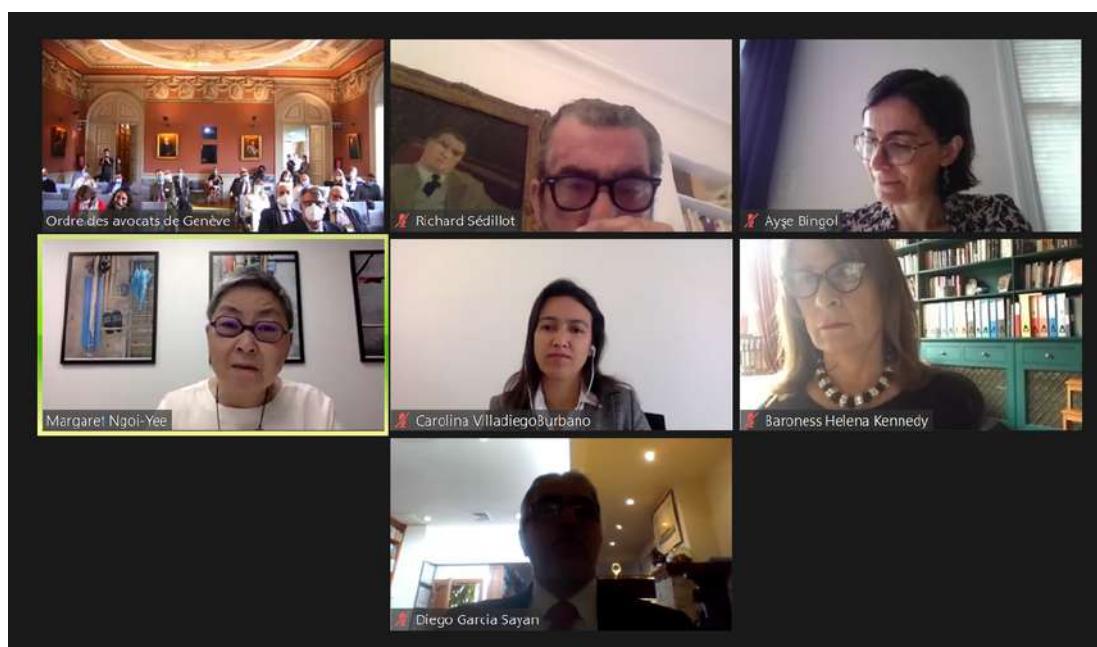 Ordre des avocats de Genève
Richard Sédillot
Ayşe Bingol
Margaret Ngoi-Yee
Carolina VilladiegoBurbano
Baroness Helena Kennedy
Diego Garcia Sayan